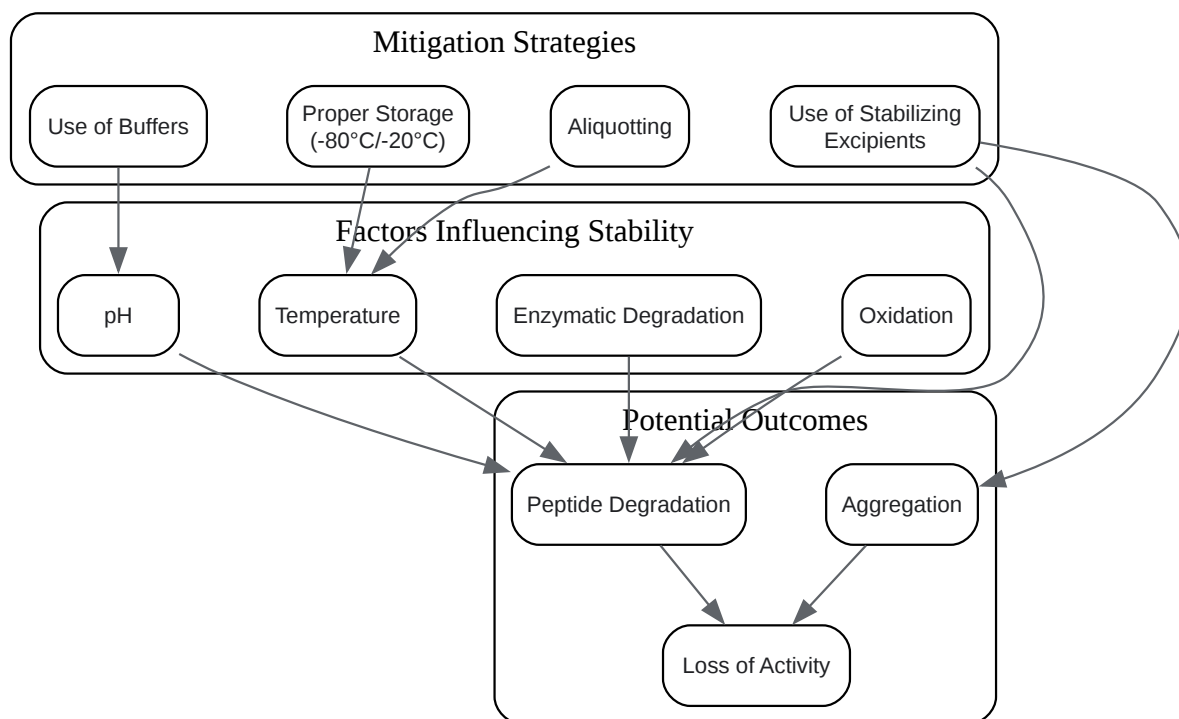 Mitigation Strategies
Use of Buffers
Proper Storage
(-80°C/-20°C)
Aliquotting
Use of Stabilizing
Excipients
Factors Influencing Stability
pH
Temperature
Enzymatic Degradation
Oxidation
Potential Outcomes
Peptide Degradation
Aggregation
Loss of Activity